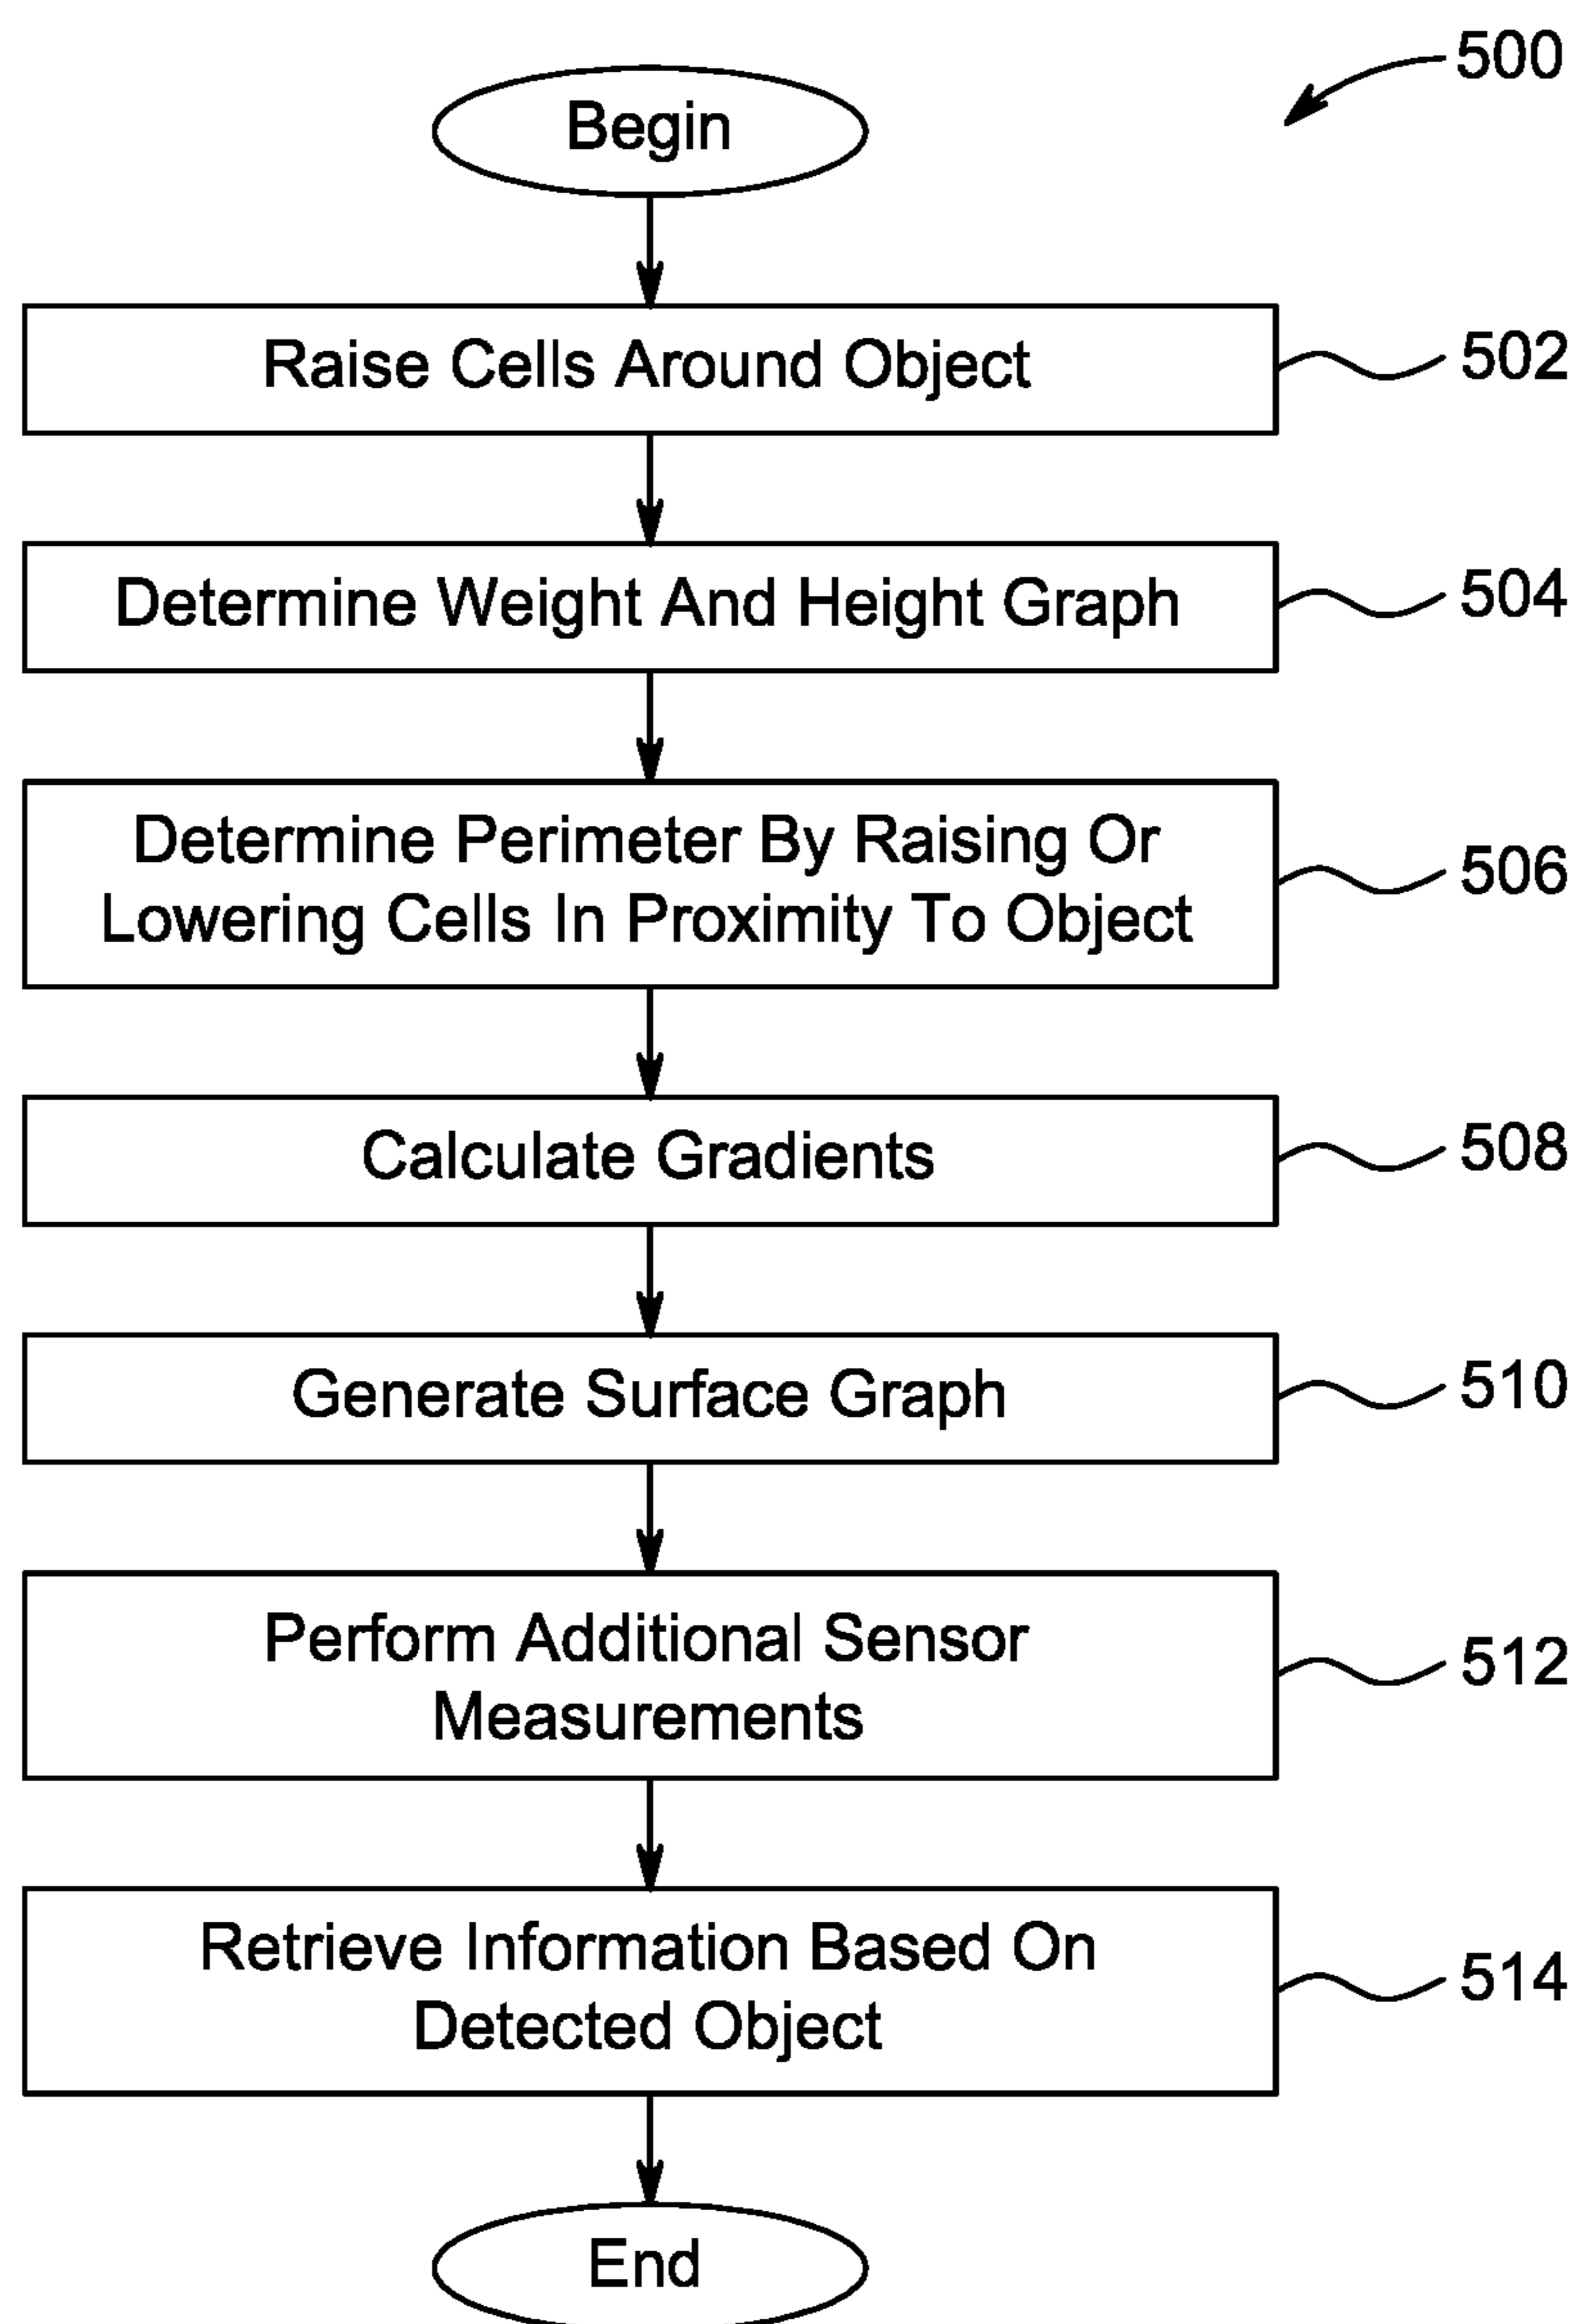 500
Begin
Raise Cells Around Object
502
Determine Weight And Height Graph
504
Determine Perimeter By Raising Or
Lowering Cells In Proximity To Object
506
Calculate Gradients
508
Generate Surface Graph
510
Perform Additional Sensor
Measurements
512
Retrieve Information Based On
Detected Object
514
End